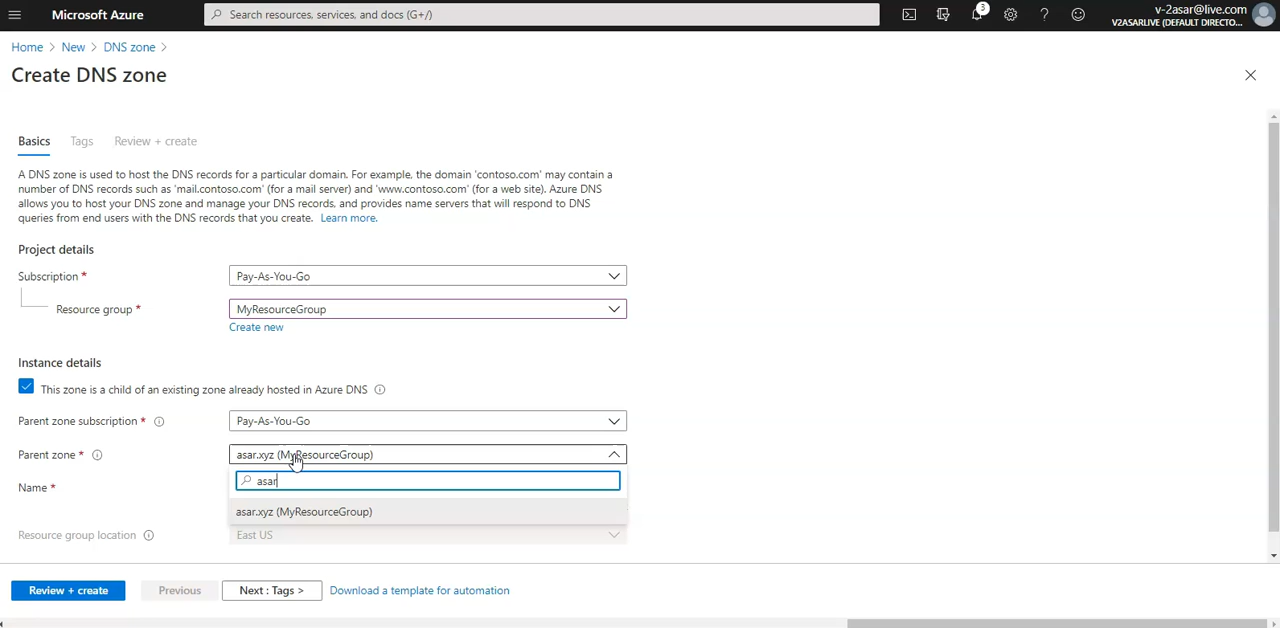 Microsoft Azure
Search resources, services, and docs (G+/)
3
v-2asar@live.com
V2ASARLIVE (DEFAULT DIRECTO...
Home > New > DNS zone >
Create DNS zone
Basics Tags Review + create
A DNS zone is used to host the DNS records for a particular domain. For example, the domain 'contoso.com' may contain a
number of DNS records such as 'mail.contoso.com' (for a mail server) and 'www.contoso.com' (for a web site). Azure DNS
allows you to host your DNS zone and manage your DNS records, and provides name servers that will respond to DNS
queries from end users with the DNS records that you create. Learn more.
Project details
Subscription * Pay-As-You-Go
Resource group * MyResourceGroup
Create new
Instance details
This zone is a child of an existing zone already hosted in Azure DNS
Parent zone subscription * Pay-As-You-Go
Parent zone * asar.xyz (MyResourceGroup)
asar
Name *
asar.xyz (MyResourceGroup)
Resource group location East US
Review + create Previous Next : Tags > Download a template for automation